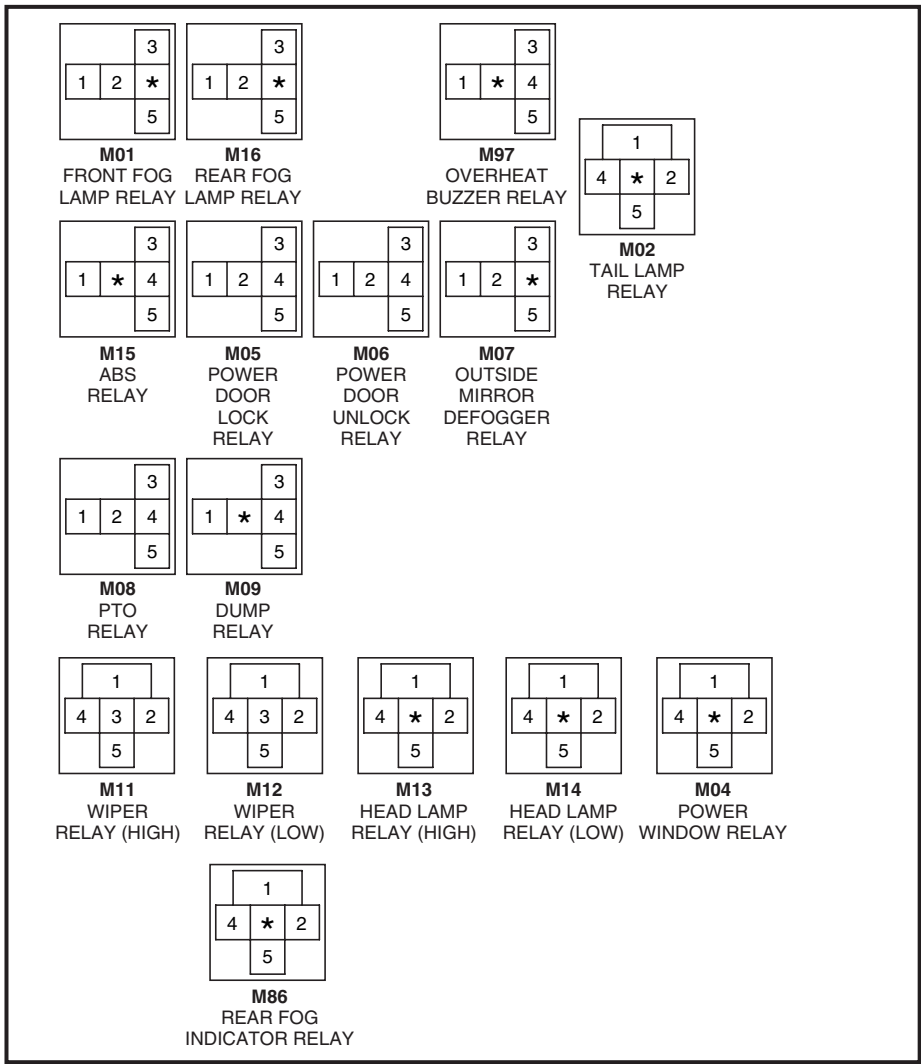 3 3 3
1 2 * 1 2 * 1 * 4
5 5 5
M01 M16 M97
FRONT FOG REAR FOG OVERHEAT
LAMP RELAY LAMP RELAY BUZZER RELAY
1
4 * 2
5
M02
TAIL LAMP
RELAY
3 3 3 3
1 * 4 1 2 4 1 2 4 1 2 *
5 5 5 5
M15 M05 M06 M07
ABS POWER POWER OUTSIDE
RELAY DOOR DOOR MIRROR
LOCK UNLOCK DEFOGGER
RELAY RELAY RELAY
3 3
1 2 4 1 * 4
5 5
M08 M09
PTO DUMP
RELAY RELAY
1 1 1 1 1
4 3 2 4 3 2 4 * 2 4 * 2 4 * 2
5 5 5 5 5
M11 M12 M13 M14 M04
WIPER WIPER HEAD LAMP HEAD LAMP POWER
RELAY (HIGH) RELAY (LOW) RELAY (HIGH) RELAY (LOW) WINDOW RELAY
1
4 * 2
5
M86
REAR FOG
INDICATOR RELAY